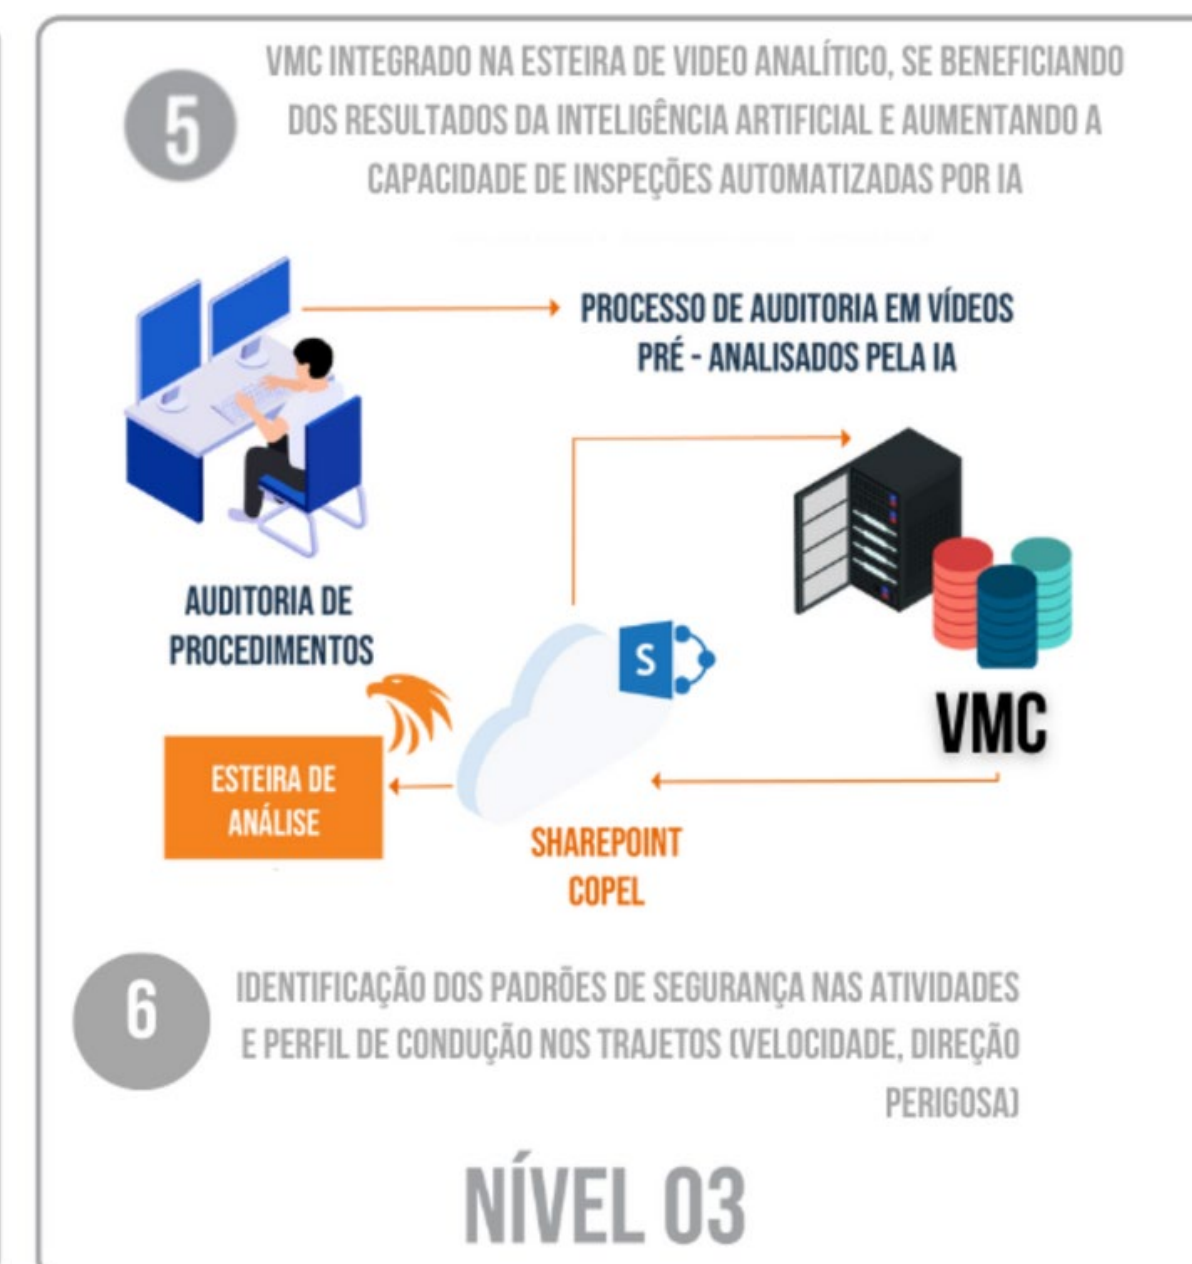 5
VMC INTEGRADO NA ESTEIRA DE VIDEO ANALÍTICO, SE BENEFICIANDO
DOS RESULTADOS DA INTELIGÊNCIA ARTIFICIAL E AUMENTANDO A
CAPACIDADE DE INSPEÇÕES AUTOMATIZADAS POR IA
PROCESSO DE AUDITORIA EM VÍDEOS
PRÉ - ANALISADOS PELA IA
AUDITORIA DE
PROCEDIMENTOS
S
VMC
ESTEIRA DE
ANÁLISE
SHAREPOINT
COPEL
6
IDENTIFICAÇÃO DOS PADRÕES DE SEGURANÇA NAS ATIVIDADES
E PERFIL DE CONDUÇÃO NOS TRAJETOS (VELOCIDADE, DIREÇÃO
PERIGOSA)
NÍVEL 03